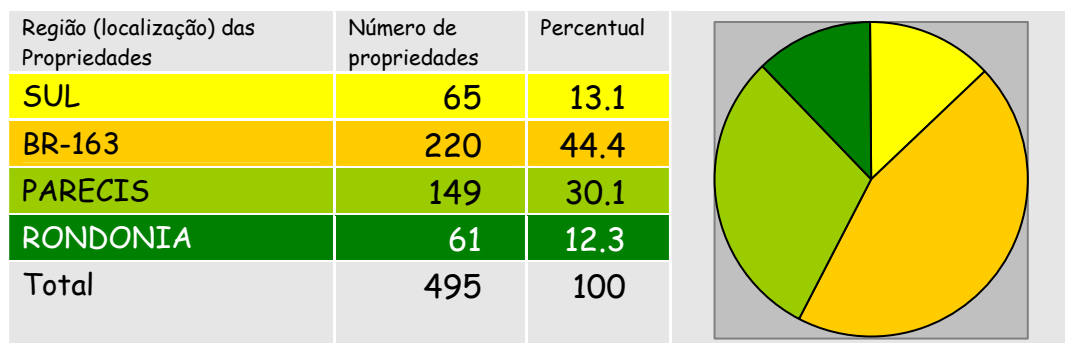 Região (localização) das Propriedades Número de propriedades Percentual
SUL 65 13.1
BR-163 220 44.4
PARECIS 149 30.1
RONDONIA 61 12.3
Total 495 100